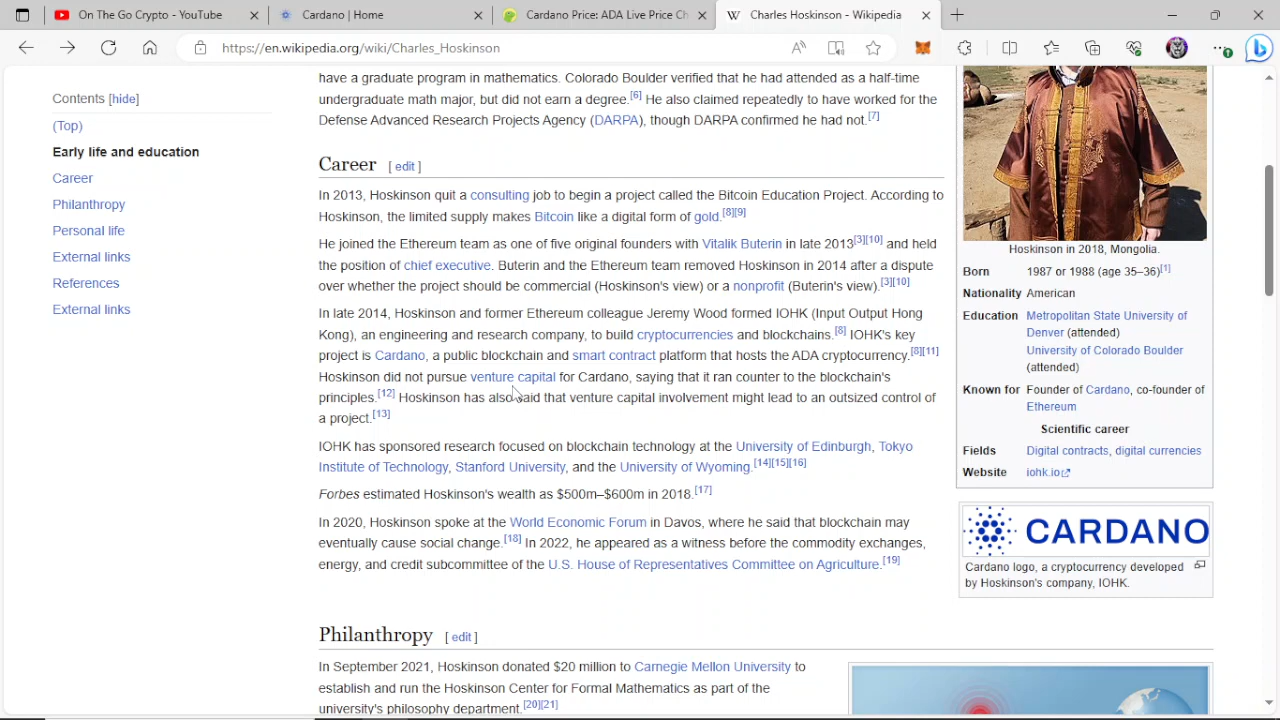 On The Go Crypto - YouTube
Cardano | Home
Cardano Price: ADA Live Price Ch
Charles Hoskinson - Wikipedia
https://en.wikipedia.org/wiki/Charles_Hoskinson
Contents [hide]
(Top)
Early life and education
Career
Philanthropy
Personal life
External links
References
External links
have a graduate program in mathematics. Colorado Boulder verified that he had attended as a half-time
undergraduate math major, but did not earn a degree.[6] He also claimed repeatedly to have worked for the
Defense Advanced Research Projects Agency (DARPA), though DARPA confirmed he had not.[7]
Career [ edit ]
In 2013, Hoskinson quit a consulting job to begin a project called the Bitcoin Education Project. According to
Hoskinson, the limited supply makes Bitcoin like a digital form of gold.[8][9]
He joined the Ethereum team as one of five original founders with Vitalik Buterin in late 2013[3][10] and held
the position of chief executive. Buterin and the Ethereum team removed Hoskinson in 2014 after a dispute
over whether the project should be commercial (Hoskinson's view) or a nonprofit (Buterin's view).[3][10]
In late 2014, Hoskinson and former Ethereum colleague Jeremy Wood formed IOHK (Input Output Hong
Kong), an engineering and research company, to build cryptocurrencies and blockchains.[8] IOHK's key
project is Cardano, a public blockchain and smart contract platform that hosts the ADA cryptocurrency.[8][11]
Hoskinson did not pursue venture capital for Cardano, saying that it ran counter to the blockchain's
principles.[12] Hoskinson has also said that venture capital involvement might lead to an outsized control of
a project.[13]
IOHK has sponsored research focused on blockchain technology at the University of Edinburgh, Tokyo
Institute of Technology, Stanford University, and the University of Wyoming.[14][15][16]
Forbes estimated Hoskinson's wealth as $500m–$600m in 2018.[17]
In 2020, Hoskinson spoke at the World Economic Forum in Davos, where he said that blockchain may
eventually cause social change.[18] In 2022, he appeared as a witness before the commodity exchanges,
energy, and credit subcommittee of the U.S. House of Representatives Committee on Agriculture.[19]
Philanthropy [ edit ]
In September 2021, Hoskinson donated $20 million to Carnegie Mellon University to
establish and run the Hoskinson Center for Formal Mathematics as part of the
university's philosophy department.[20][21]
Hoskinson in 2018, Mongolia.
Born 1987 or 1988 (age 35–36)[1]
Nationality American
Education Metropolitan State University of
Denver (attended)
University of Colorado Boulder
(attended)
Known for Founder of Cardano, co-founder of
Ethereum
Scientific career
Fields Digital contracts, digital currencies
Website iohk.io
CARDANO
Cardano logo, a cryptocurrency developed
by Hoskinson's company, IOHK.